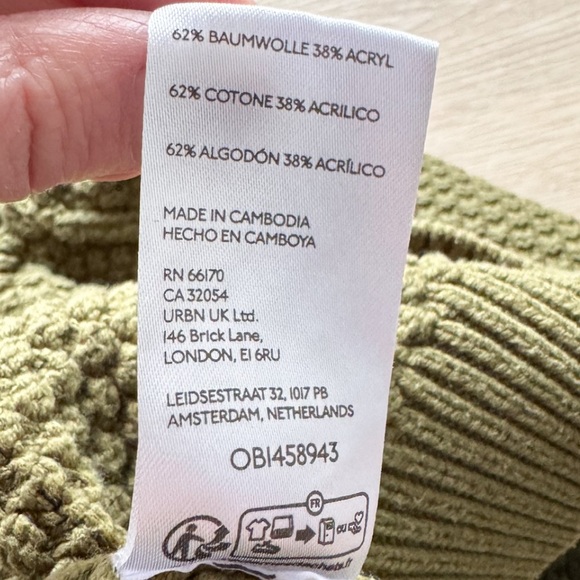 62% BAUMWOLLE 38% ACRYL
62% COTONE 38% ACRILICO
62% ALGODÓN 38% ACRÍLICO
MADE IN CAMBODIA
HECHO EN CAMBOYA
RN 66170
CA 32054
URBN UK Ltd.
146 Brick Lane,
LONDON, E1 6RU
LEIDSESTRAAT 32, 1017 PB
AMSTERDAM, NETHERLANDS
OB1458943
FR
OU